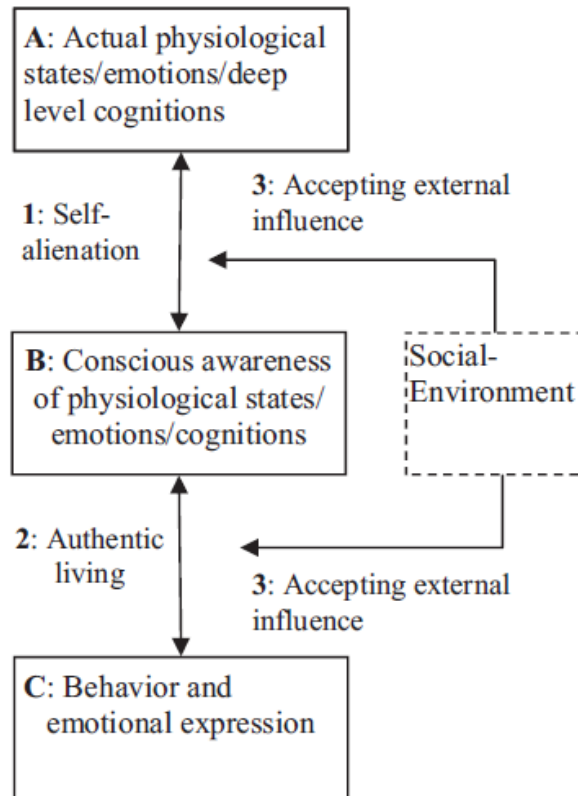 A: Actual physiological
states/emotions/deep
level cognitions
3: Accepting external
influence
1: Self-
alienation
B: Conscious awareness
of physiological states/
emotions/cognitions
Social-
Environment
2: Authentic
living
3: Accepting external
influence
C: Behavior and
emotional expression